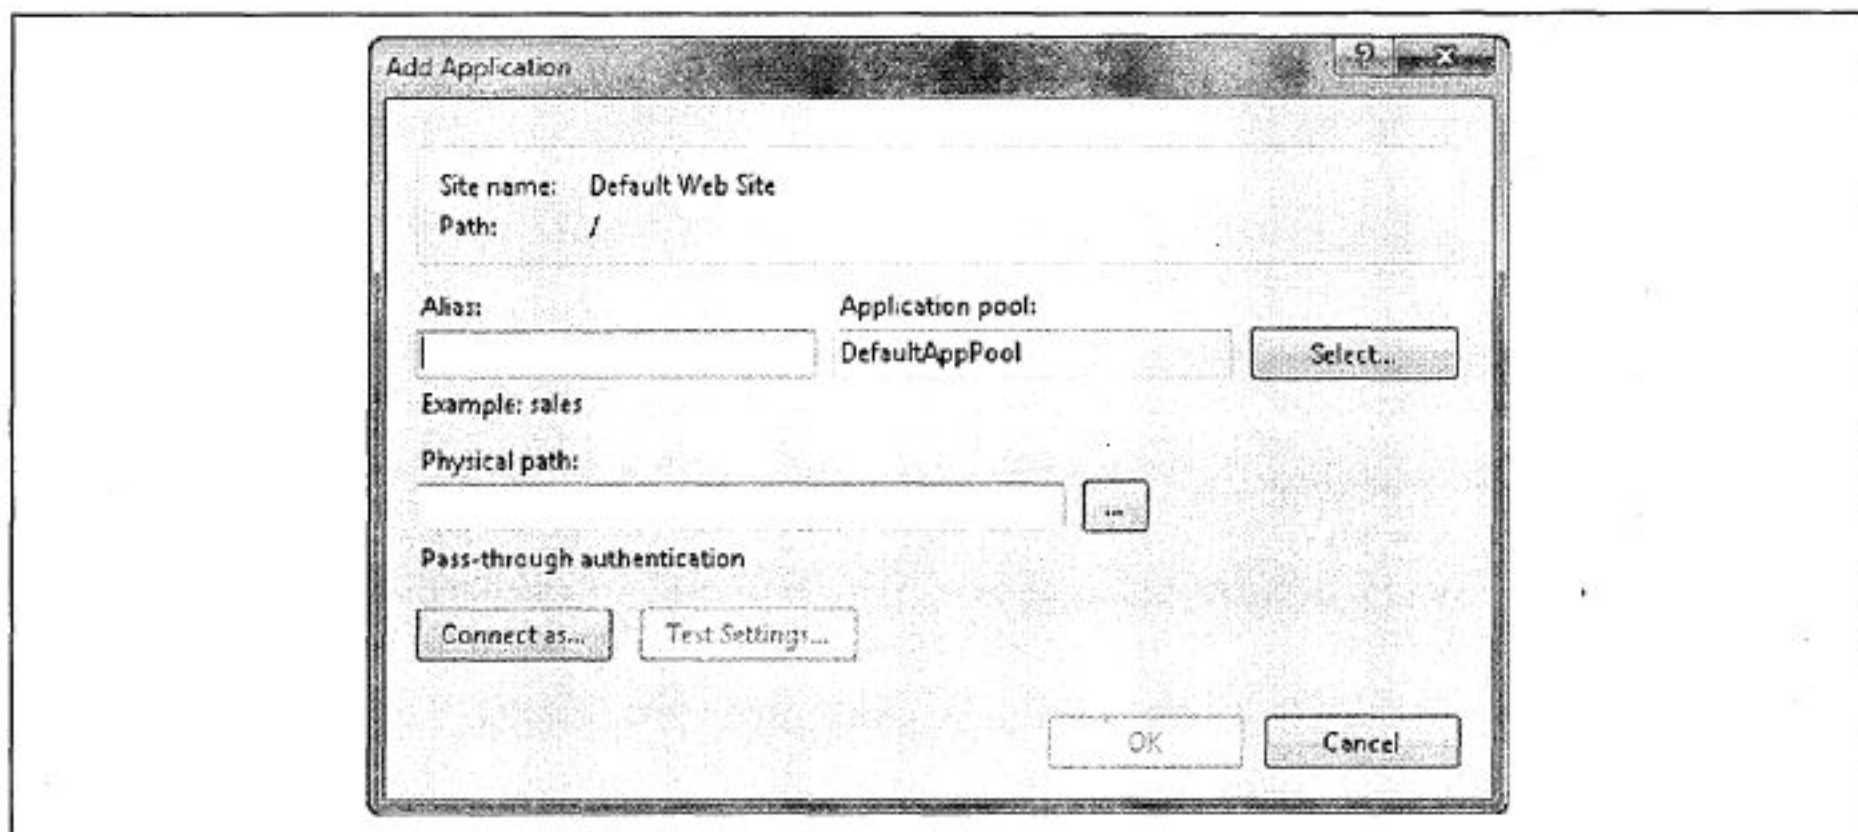 Add Application
Site name: Default Web Site
Path: /
Alias:
Application pool:
DefaultAppPool
Select...
Example: sales
Physical path:
...
Pass-through authentication
Connect as...
Test Settings...
OK
Cancel